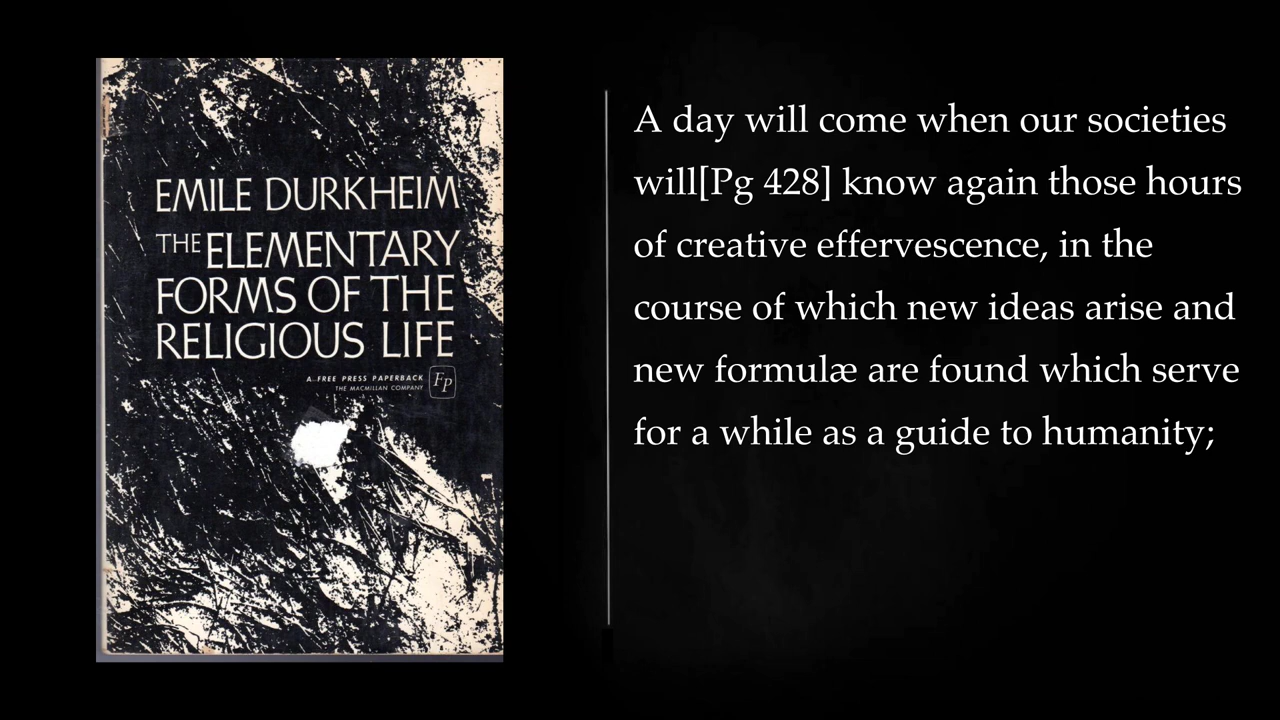 EMILE DURKHEIM
THE ELEMENTARY
FORMS OF THE
RELIGIOUS LIFE
A FREE PRESS PAPERBACK
THE MACMILLAN COMPANY
Fp
A day will come when our societies
will[Pg 428] know again those hours
of creative effervescence, in the
course of which new ideas arise and
new formulæ are found which serve
for a while as a guide to humanity;